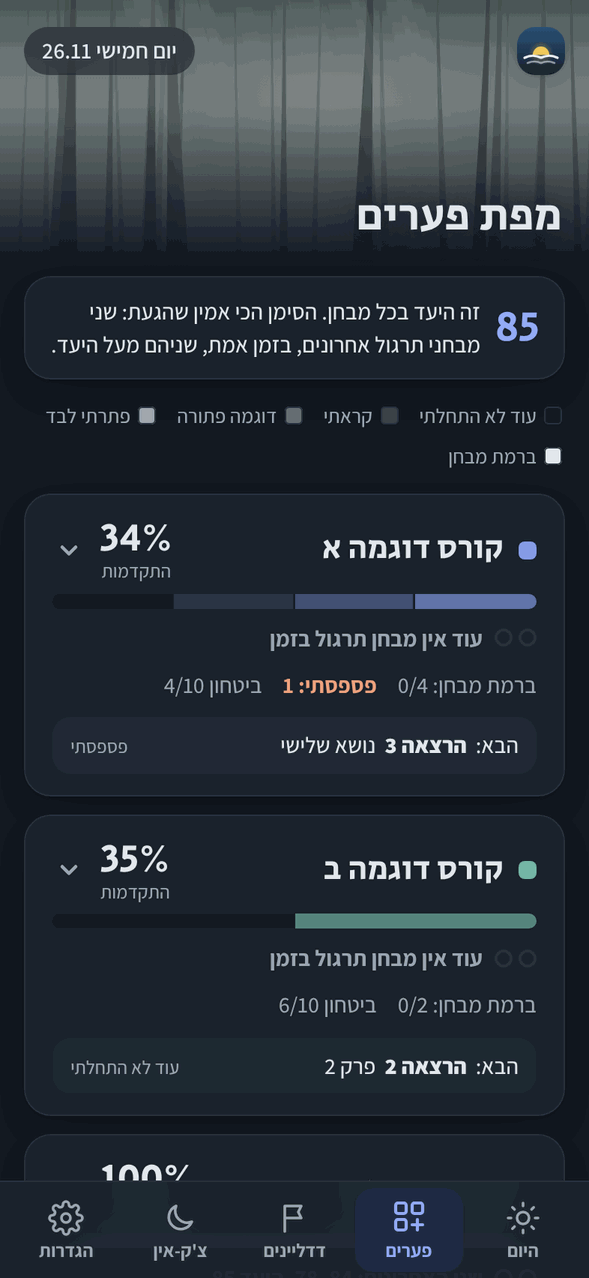 יום חמישי 26.11
מפת פערים
85
זה היעד בכל מבחן. הסימן הכי אמין שהגעת: שני
מבחני תרגול אחרונים, בזמן אמת, שניהם מעל היעד.
עוד לא התחלתי קראתי דוגמה פתורה פתרתי לבד
ברמת מבחן
קורס דוגמה א 34%
התקדמות
עוד אין מבחן תרגול בזמן
ברמת מבחן: 0/4 פספסתי: 1 ביטחון 4/10
הבא: הרצאה 3 נושא שלישי פספסתי
קורס דוגמה ב 35%
התקדמות
עוד אין מבחן תרגול בזמן
ברמת מבחן: 0/2 ביטחון 6/10
הבא: הרצאה 2 פרק 2 עוד לא התחלתי
100%
היום פערים דדליינים צ'ק-אין הגדרות